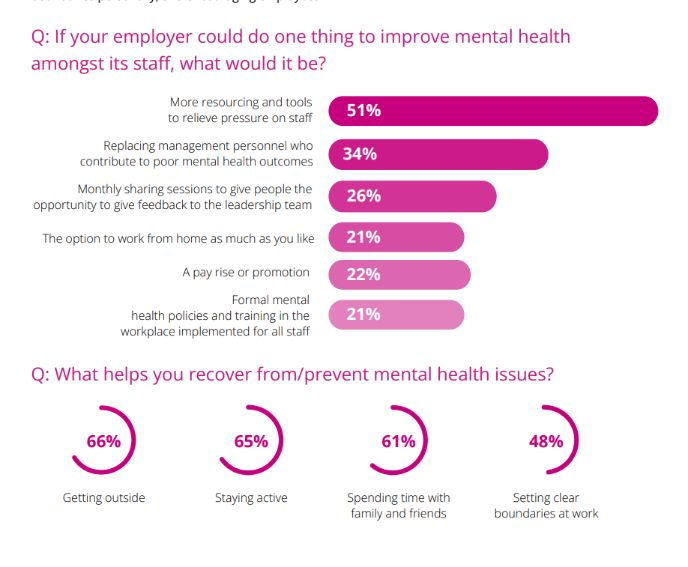 Q: If your employer could do one thing to improve mental health
amongst its staff, what would it be?
More resourcing and tools
to relieve pressure on staff
51%
Replacing management personnel who
contribute to poor mental health outcomes
34%
Monthly sharing sessions to give people the
opportunity to give feedback to the leadership team
26%
The option to work from home as much as you like
21%
A pay rise or promotion
22%
Formal mental
health policies and training in the
workplace implemented for all staff
21%
Q: What helps you recover from/prevent mental health issues?
66%
Getting outside
65%
Staying active
61%
Spending time with
family and friends
48%
Setting clear
boundaries at work